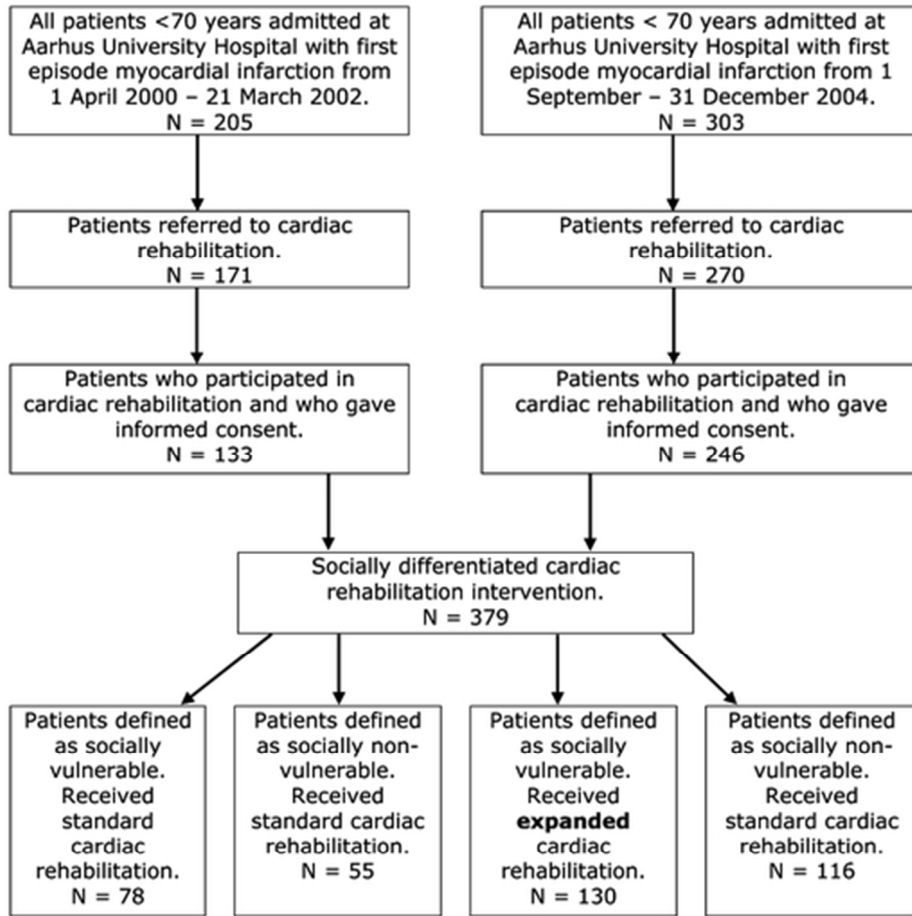 All patients <70 years admitted at
Aarhus University Hospital with first
episode myocardial infarction from
1 April 2000 – 21 March 2002.
N = 205
All patients < 70 years admitted at
Aarhus University Hospital with first
episode myocardial infarction from 1
September – 31 December 2004.
N = 303
Patients referred to cardiac
rehabilitation.
N = 171
Patients referred to cardiac
rehabilitation.
N = 270
Patients who participated in
cardiac rehabilitation and who gave
informed consent.
N = 133
Patients who participated in
cardiac rehabilitation and who gave
informed consent.
N = 246
Socially differentiated cardiac
rehabilitation intervention.
N = 379
Patients defined
as socially
vulnerable.
Received
standard
cardiac
rehabilitation.
N = 78
Patients defined
as socially non-
vulnerable.
Received
standard cardiac
rehabilitation.
N = 55
Patients defined
as socially
vulnerable.
Received
expanded
cardiac
rehabilitation.
N = 130
Patients defined
as socially non-
vulnerable.
Received
standard cardiac
rehabilitation.
N = 116